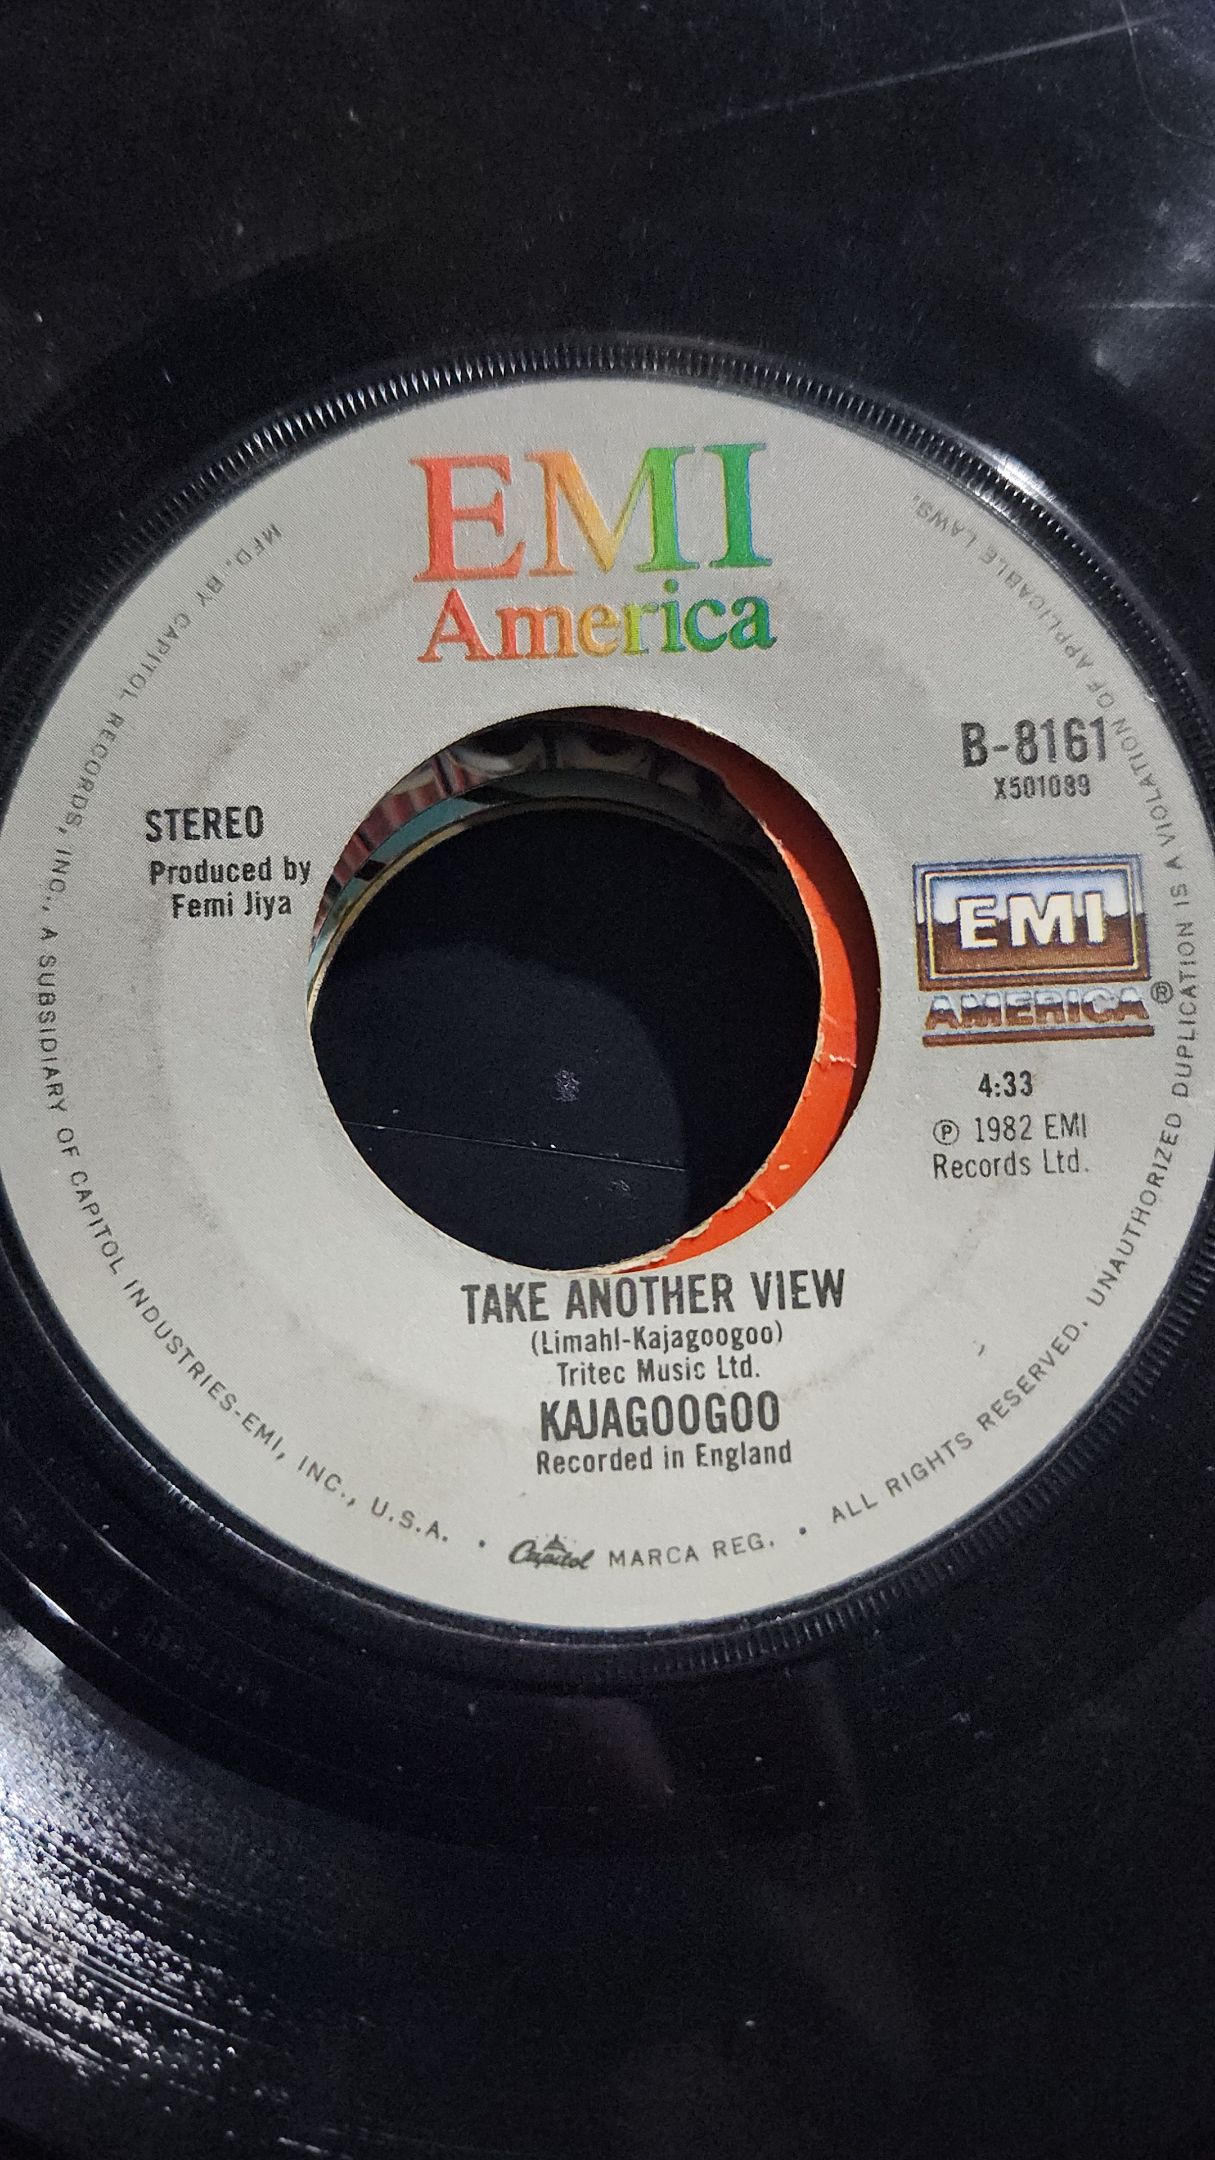 EMI
America
B-8161
X501089
STEREO
Produced by
Femi Jiya
EMI
AMERICA®
4:33
℗ 1982 EMI
Records Ltd.
TAKE ANOTHER VIEW
(Limahl-Kajagoogoo)
Tritec Music Ltd.
KAJAGOOGOO
Recorded in England
MFD. BY CAPITOL RECORDS, INC., A SUBSIDIARY OF CAPITOL INDUSTRIES-EMI, INC., U.S.A. • Capitol MARCA REG. • ALL RIGHTS RESERVED. UNAUTHORIZED DUPLICATION IS A VIOLATION OF APPLICABLE LAWS.